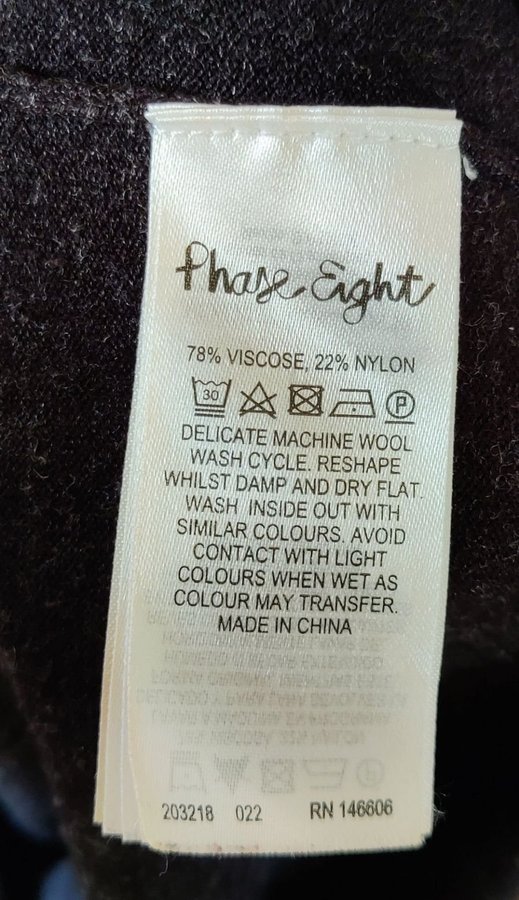 Phase Eight
78% VISCOSE, 22% NYLON
30 P
DELICATE MACHINE WOOL
WASH CYCLE. RESHAPE
WHILST DAMP AND DRY FLAT.
WASH INSIDE OUT WITH
SIMILAR COLOURS. AVOID
CONTACT WITH LIGHT
COLOURS WHEN WET AS
COLOUR MAY TRANSFER.
MADE IN CHINA
203218 022 RN 146606